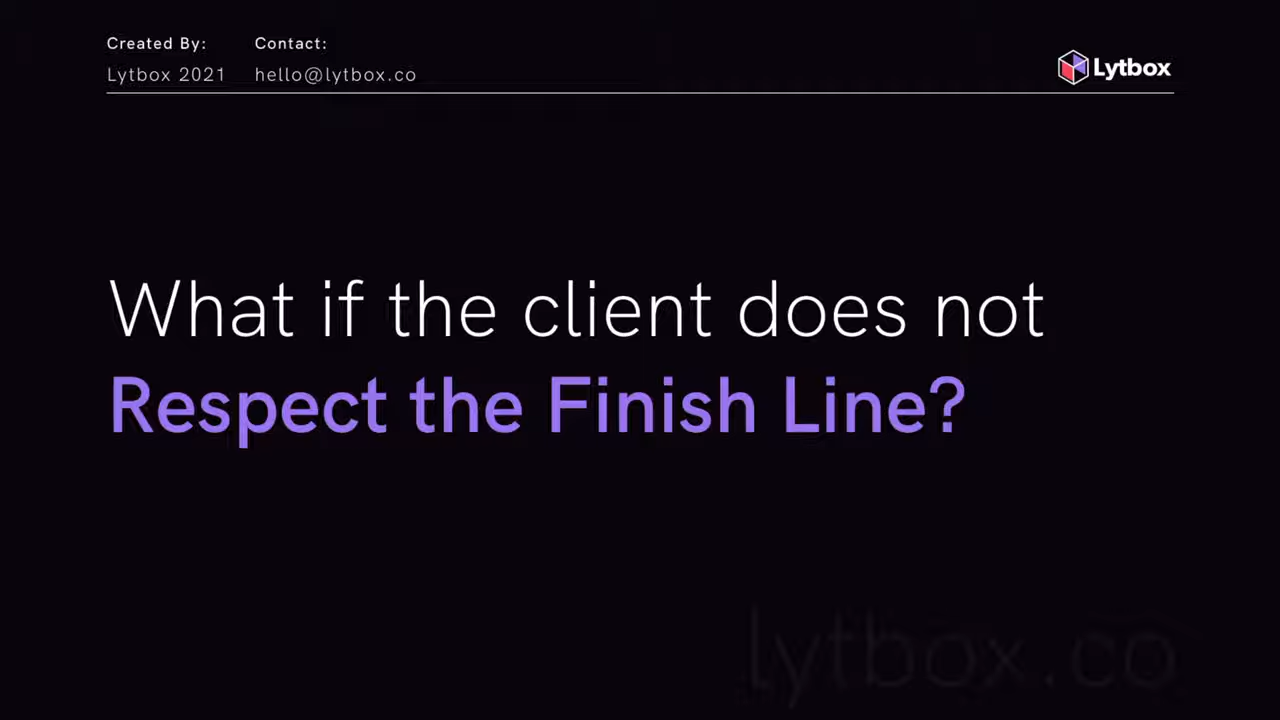 Created By: Contact:
Lytbox 2021 hello@lytbox.co
Lytbox
What if the client does not
Respect the Finish Line?
lytbox.co